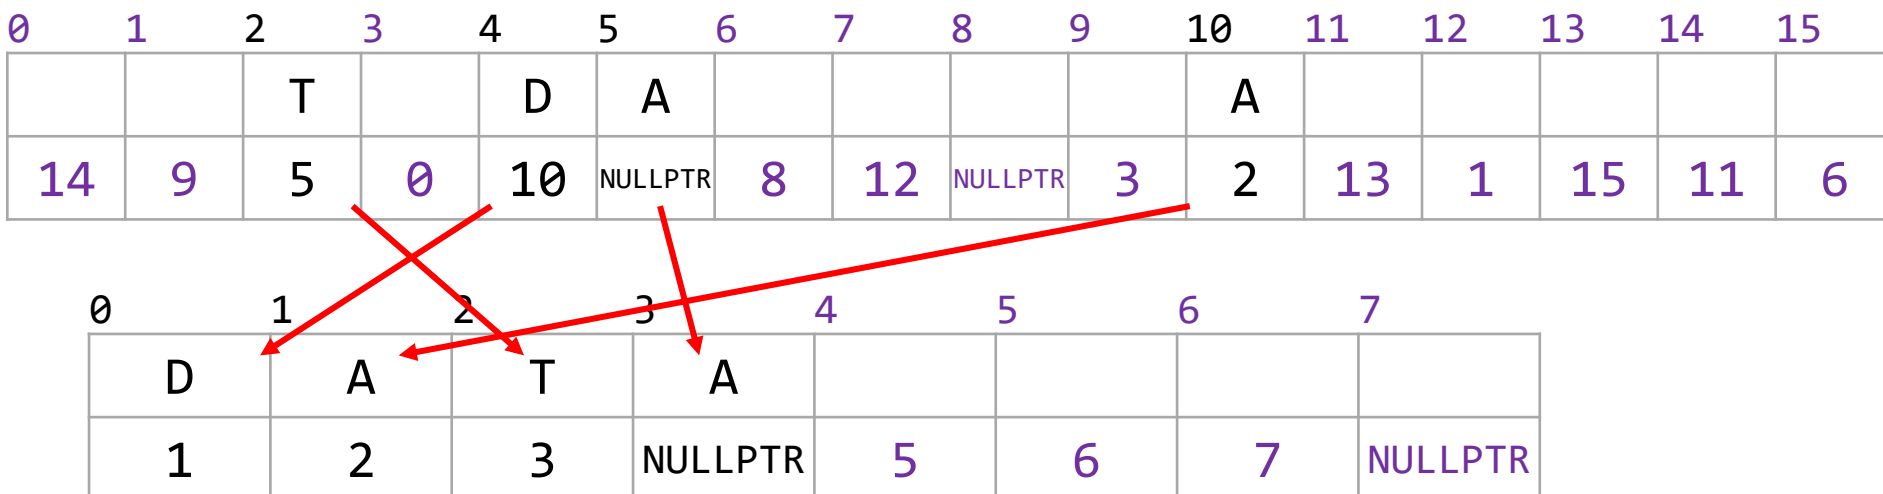 0 1 2 3 4 5 6 7 8 9 10 11 12 13 14 15
T D A A
14 9 5 0 10 NULLPTR 8 12 NULLPTR 3 2 13 1 15 11 6
0 1 2 3 4 5 6 7
D A T A
1 2 3 NULLPTR 5 6 7 NULLPTR